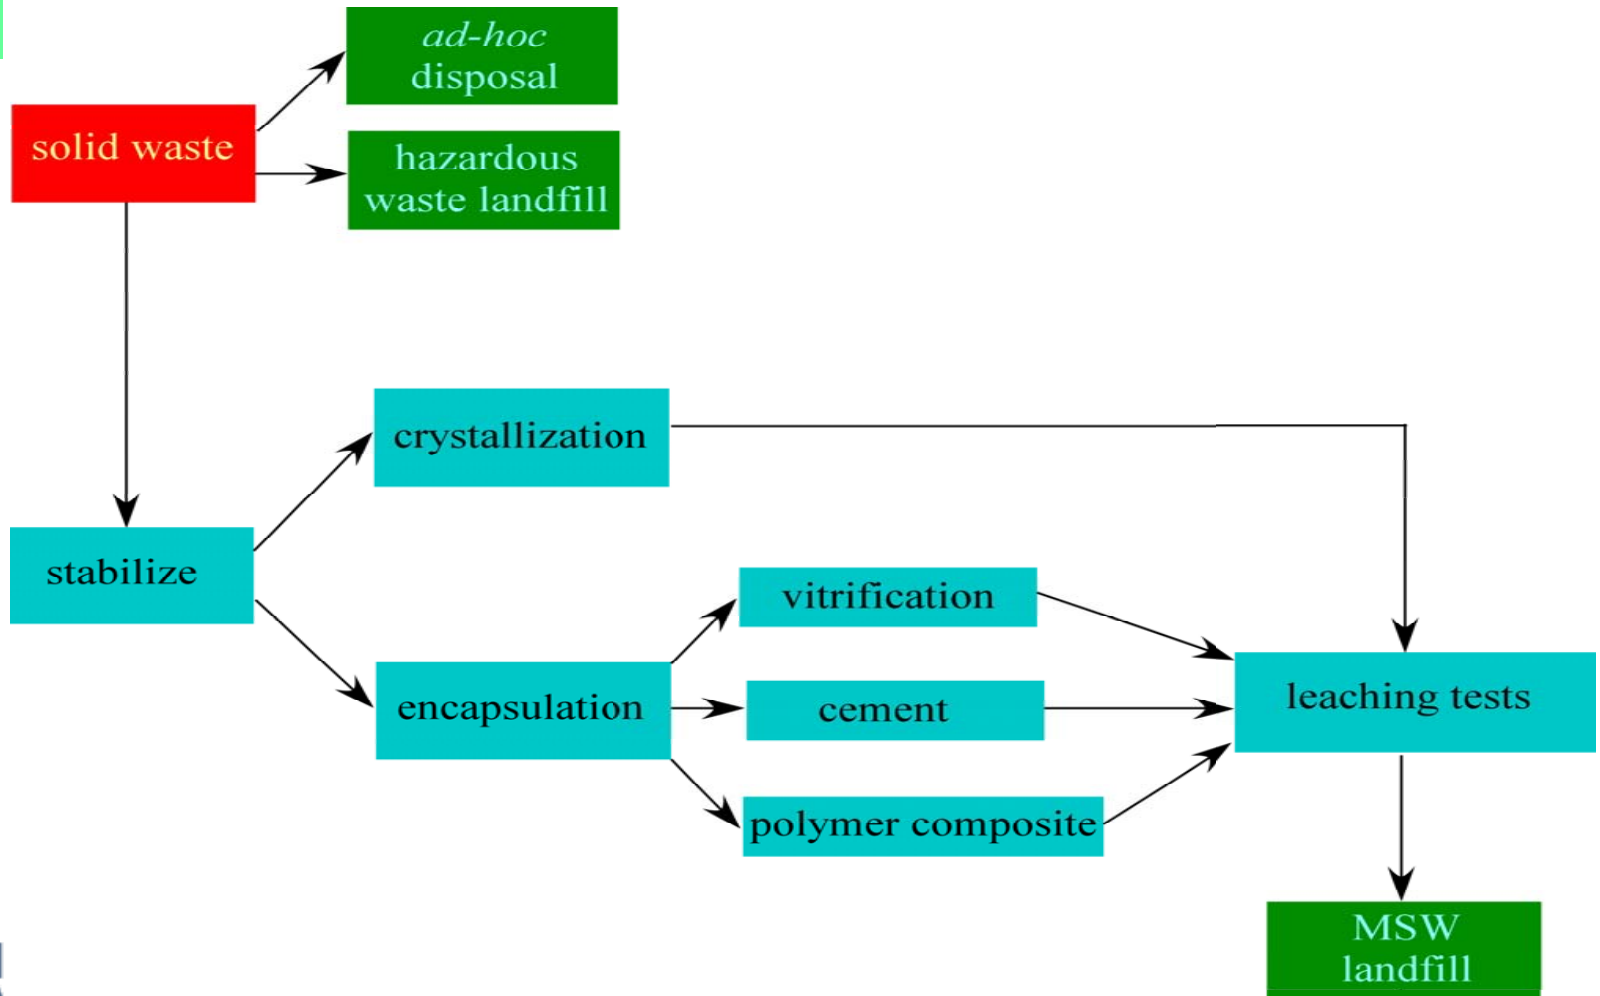 ad-hoc
disposal
solid waste
hazardous
waste landfill
crystallization
stabilize
vitrification
encapsulation
cement
leaching tests
polymer composite
MSW
landfill